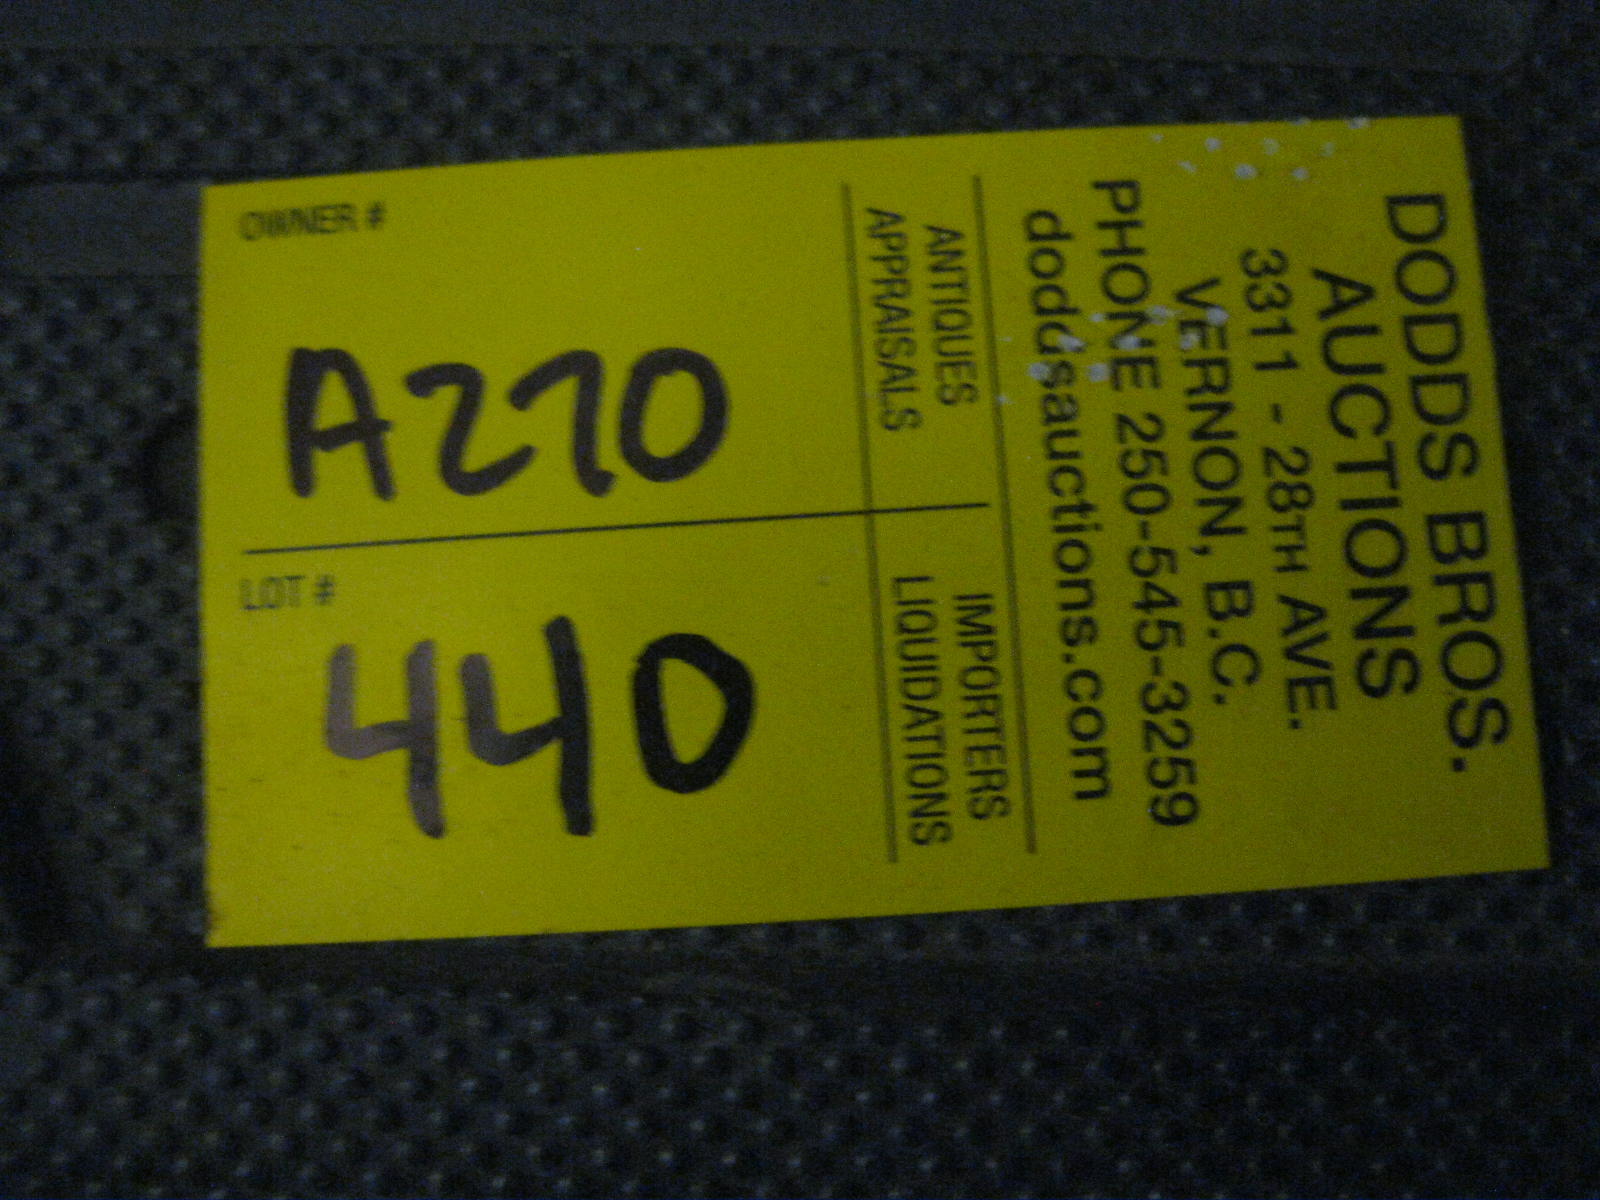 DODDS BROS.
AUCTIONS
3311 - 28TH AVE.
VERNON, B.C.
PHONE 250-545-3259
doddsauctions.com
ANTIQUES
APPRAISALS
IMPORTERS
LIQUIDATIONS
OWNER #
A270
LOT #
440